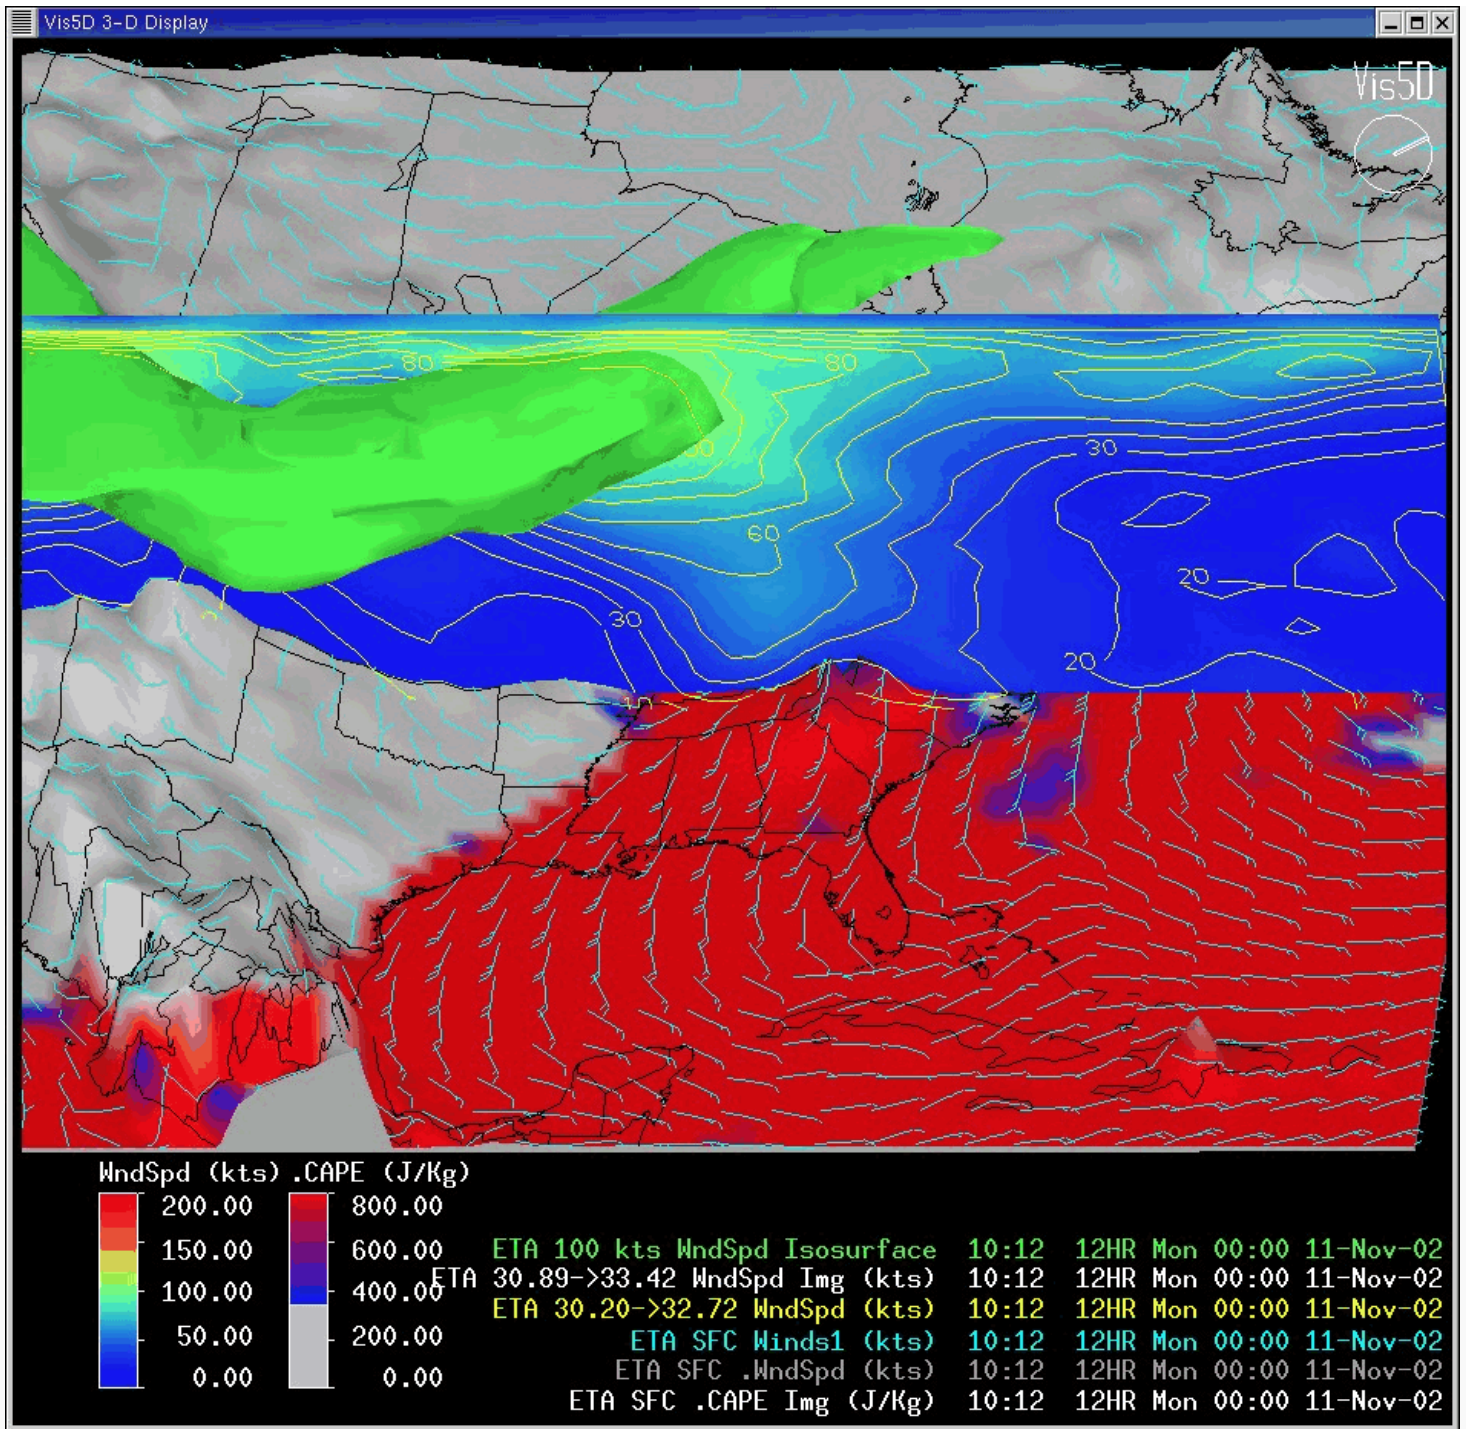 Vis5D 3-D Display
Vis5D
80
80
30
60
20
30
20
WndSpd (kts) .CAPE (J/Kg)
200.00 800.00
150.00 600.00
100.00 400.00
50.00 200.00
0.00 0.00
ETA 100 kts WndSpd Isosurface 10:12 12HR Mon 00:00 11-Nov-02
ETA 30.89->33.42 WndSpd Img (kts) 10:12 12HR Mon 00:00 11-Nov-02
ETA 30.20->32.72 WndSpd (kts) 10:12 12HR Mon 00:00 11-Nov-02
ETA SFC Winds1 (kts) 10:12 12HR Mon 00:00 11-Nov-02
ETA SFC .WndSpd (kts) 10:12 12HR Mon 00:00 11-Nov-02
ETA SFC .CAPE Img (J/Kg) 10:12 12HR Mon 00:00 11-Nov-02